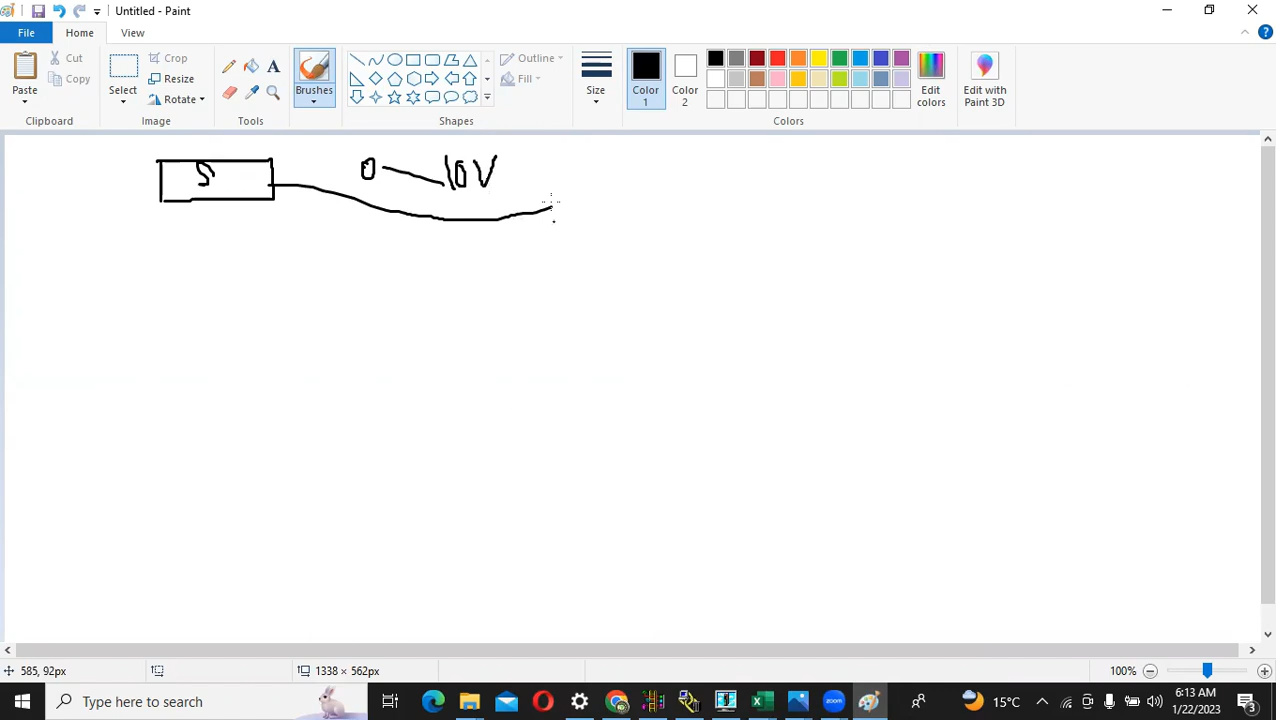 Untitled - Paint
File Home View
Paste
Cut
Copy
Clipboard
Select
Crop
Resize
Rotate
Image
A
Tools
Brushes
Outline
Fill
Shapes
Size
Color 1
Color 2
Edit colors
Colors
Edit with Paint 3D
S
0 10V
585, 92px
1338 × 562px
100%
Type here to search
zoom
15°C
6:13 AM
1/22/2023
3